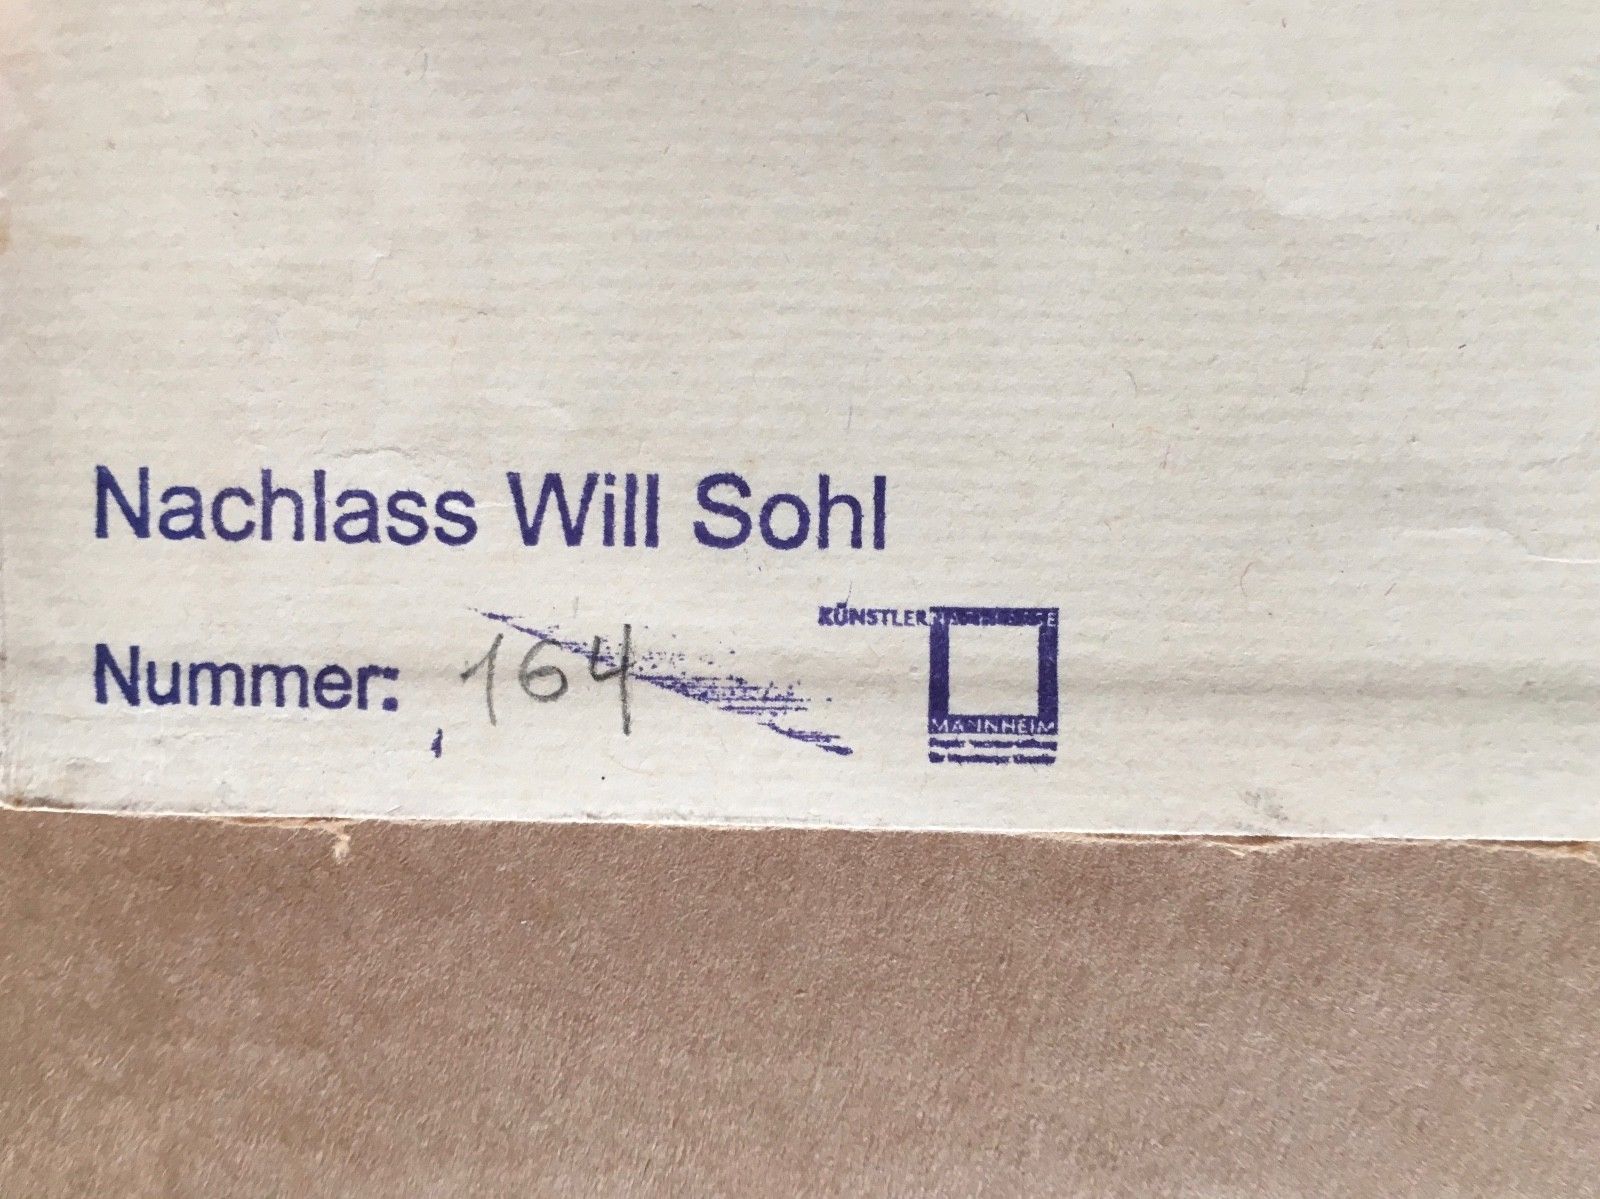 Nachlass Will Sohl
Nummer: 164
KÜNSTLER
MANNHEIM